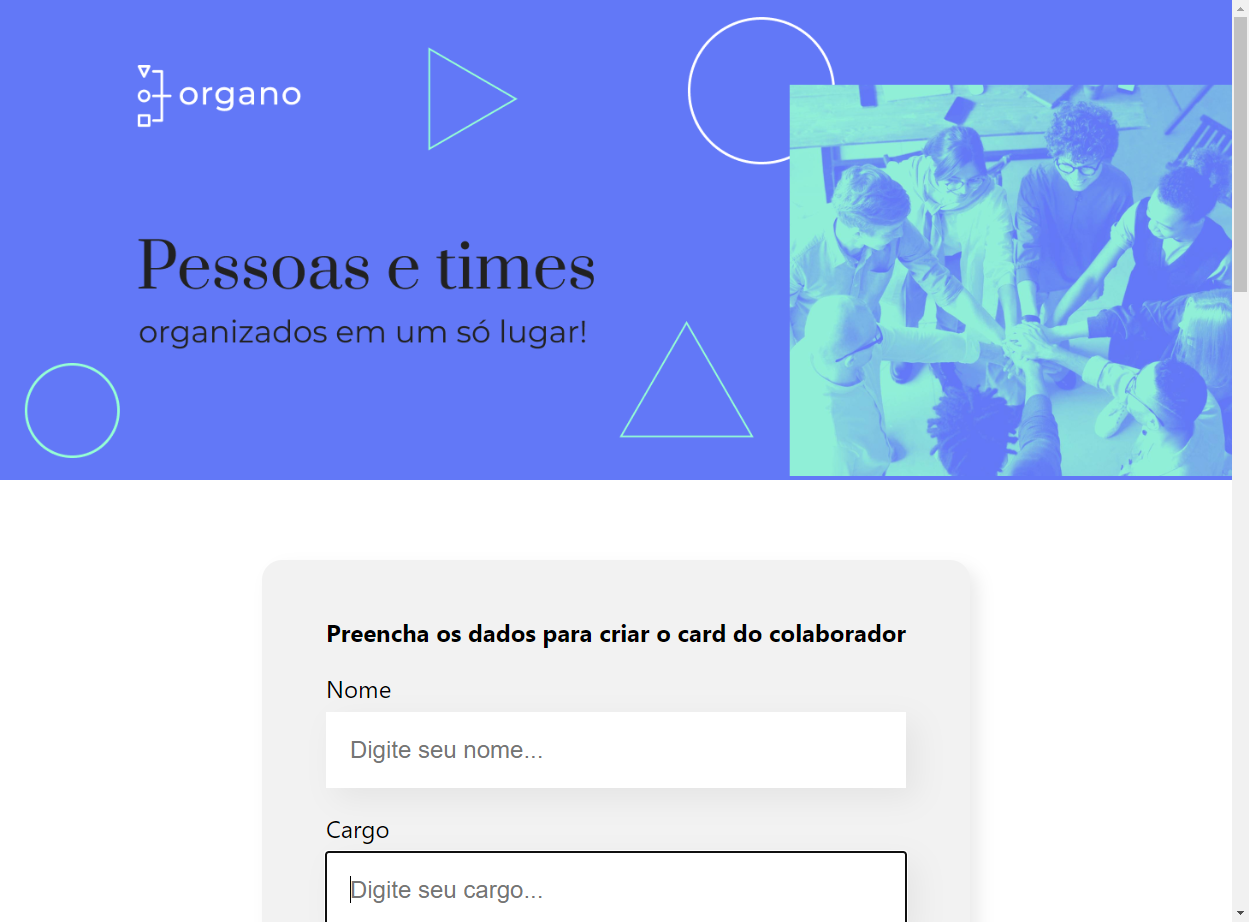 organo
Pessoas e times
organizados em um só lugar!
Preencha os dados para criar o card do colaborador
Nome
Digite seu nome...
Cargo
Digite seu cargo...